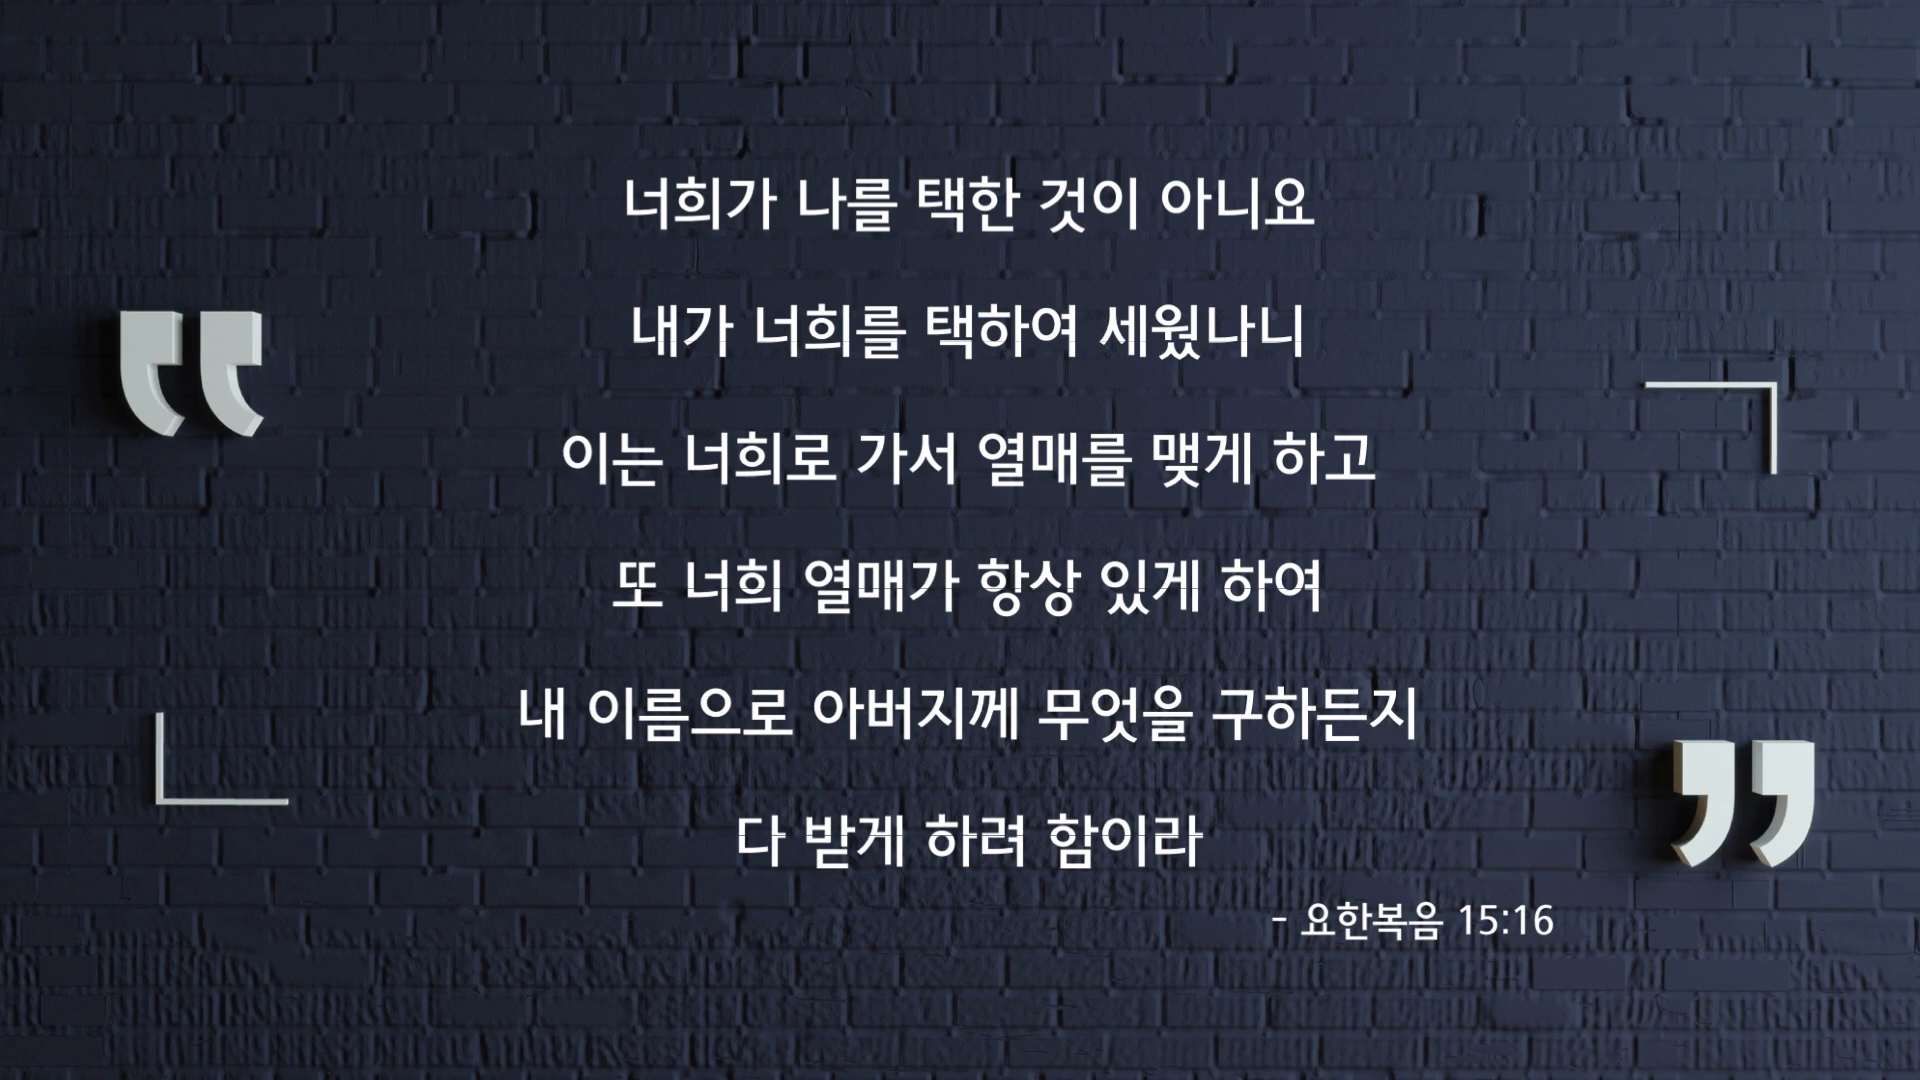 너희가 나를 택한 것이 아니요
내가 너희를 택하여 세웠나니
이는 너희로 가서 열매를 맺게 하고
또 너희 열매가 항상 있게 하여
내 이름으로 아버지께 무엇을 구하든지
다 받게 하려 함이라
- 요한복음 15:16